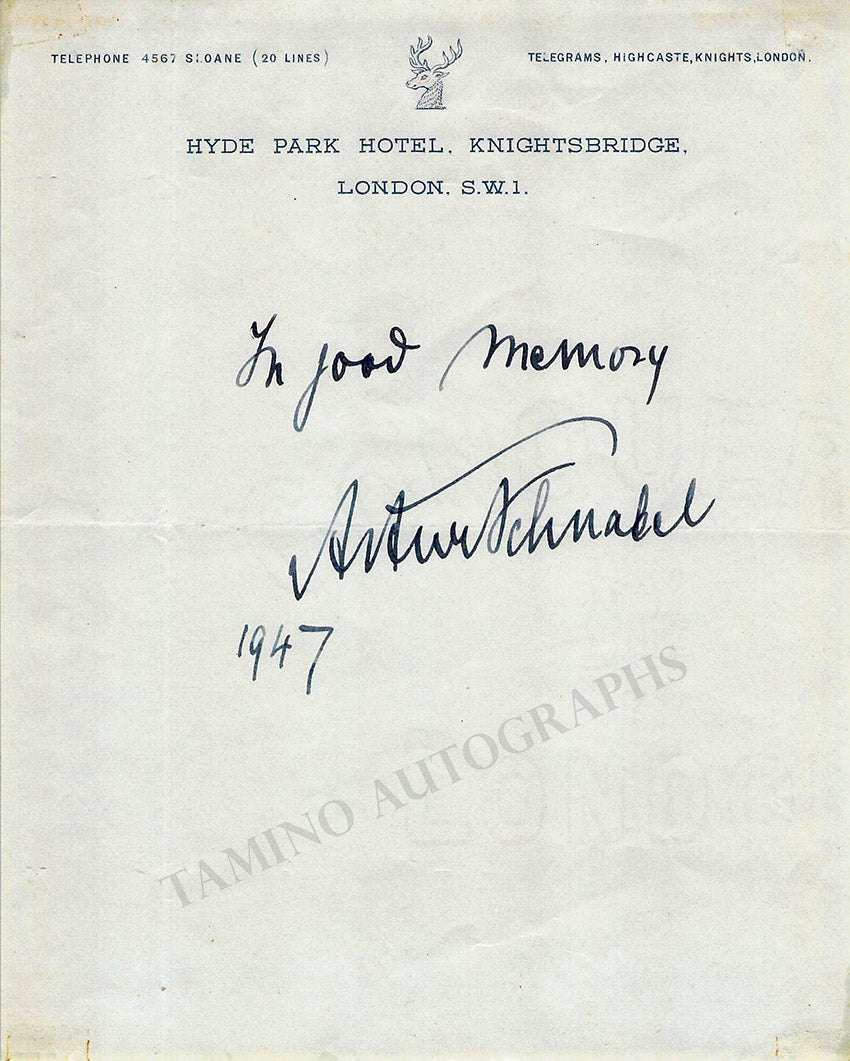 TELEPHONE 4567 SLOANE (20 LINES)
TELEGRAMS, HIGHCASTE, KNIGHTS, LONDON.
HYDE PARK HOTEL, KNIGHTSBRIDGE,
LONDON. S.W.1.
In good memory
Artur Schnabel
1947
TAMINO AUTOGRAPHS